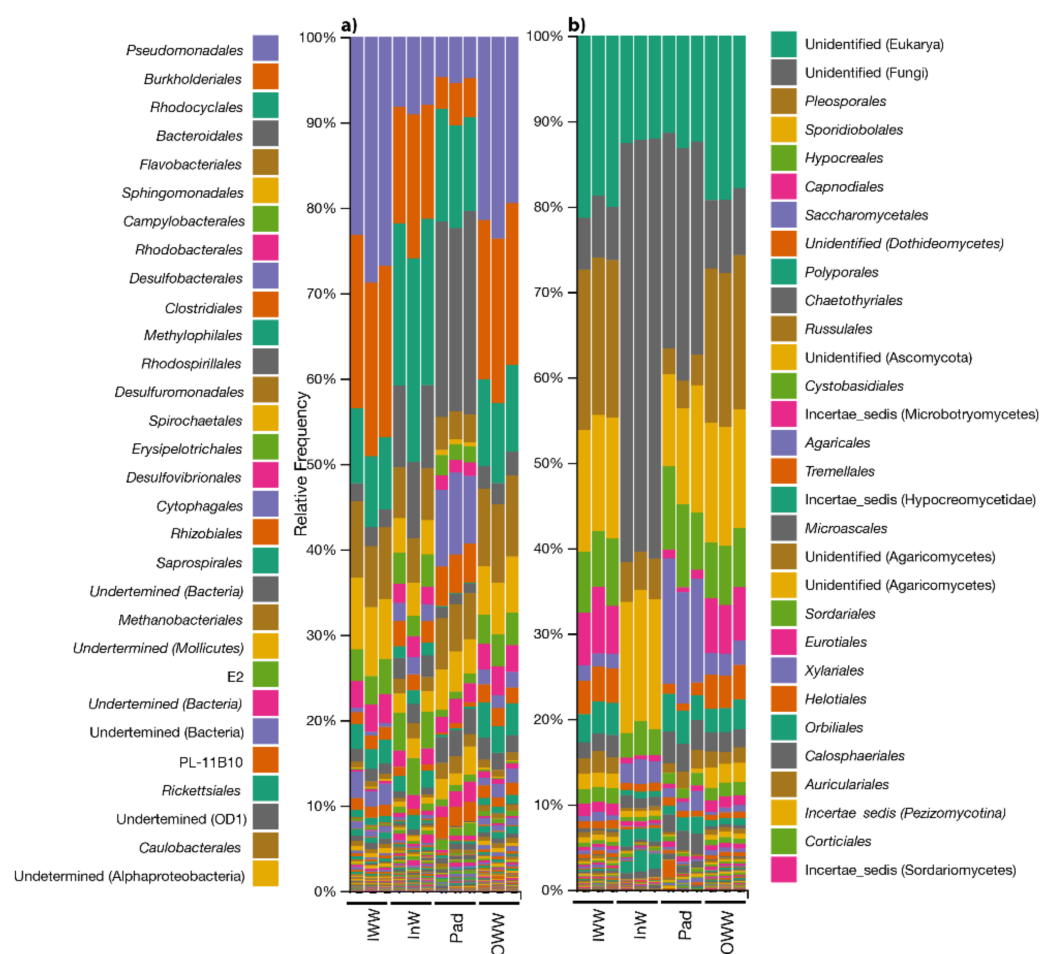 a)
b)
Pseudomonadales
Burkholderiales
Rhodocyclales
Bacteroidales
Flavobacteriales
Sphingomonadales
Campylobacterales
Rhodobacterales
Desulfobacterales
Clostridiales
Methylophilales
Rhodospirillales
Desulfuromonadales
Spirochaetales
Erysipelotrichales
Desulfovibrionales
Cytophagales
Rhizobiales
Saprospirales
Undertemined (Bacteria)
Methanobacteriales
Undertermined (Mollicutes)
E2
Undertemined (Bacteria)
Undertemined (Bacteria)
PL-11B10
Rickettsiales
Undertemined (OD1)
Caulobacterales
Undetermined (Alphaproteobacteria)
Relative Frequency
100%
90%
80%
70%
60%
50%
40%
30%
20%
10%
0%
IWW
InW
Pad
OWW
100%
90%
80%
70%
60%
50%
40%
30%
20%
10%
0%
IWW
InW
Pad
OWW
Unidentified (Eukarya)
Unidentified (Fungi)
Pleosporales
Sporidiobolales
Hypocreales
Capnodiales
Saccharomycetales
Unidentified (Dothideomycetes)
Polyporales
Chaetothyriales
Russulales
Unidentified (Ascomycota)
Cystobasidiales
Incertae_sedis (Microbotryomycetes)
Agaricales
Tremellales
Incertae_sedis (Hypocreomycetidae)
Microascales
Unidentified (Agaricomycetes)
Unidentified (Agaricomycetes)
Sordariales
Eurotiales
Xylariales
Helotiales
Orbiliales
Calosphaeriales
Auriculariales
Incertae sedis (Pezizomycotina)
Corticiales
Incertae_sedis (Sordariomycetes)